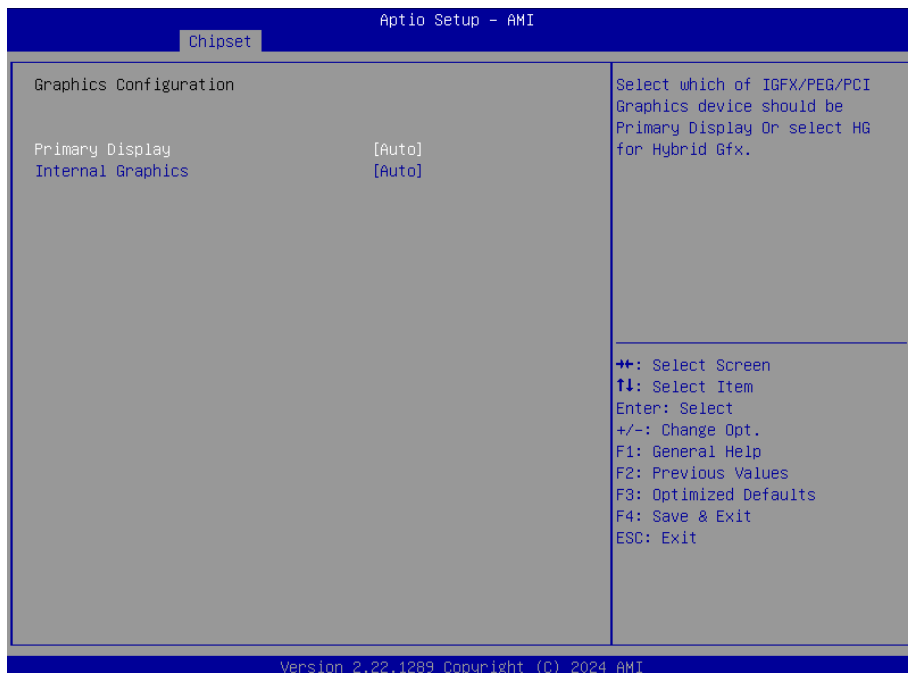 Aptio Setup – AMI
Chipset
Graphics Configuration
Primary Display [Auto]
Internal Graphics [Auto]
Select which of IGFX/PEG/PCI
Graphics device should be
Primary Display Or select HG
for Hybrid Gfx.
→←: Select Screen
↑↓: Select Item
Enter: Select
+/-: Change Opt.
F1: General Help
F2: Previous Values
F3: Optimized Defaults
F4: Save & Exit
ESC: Exit
Version 2.22.1289 Copyright (C) 2024 AMI